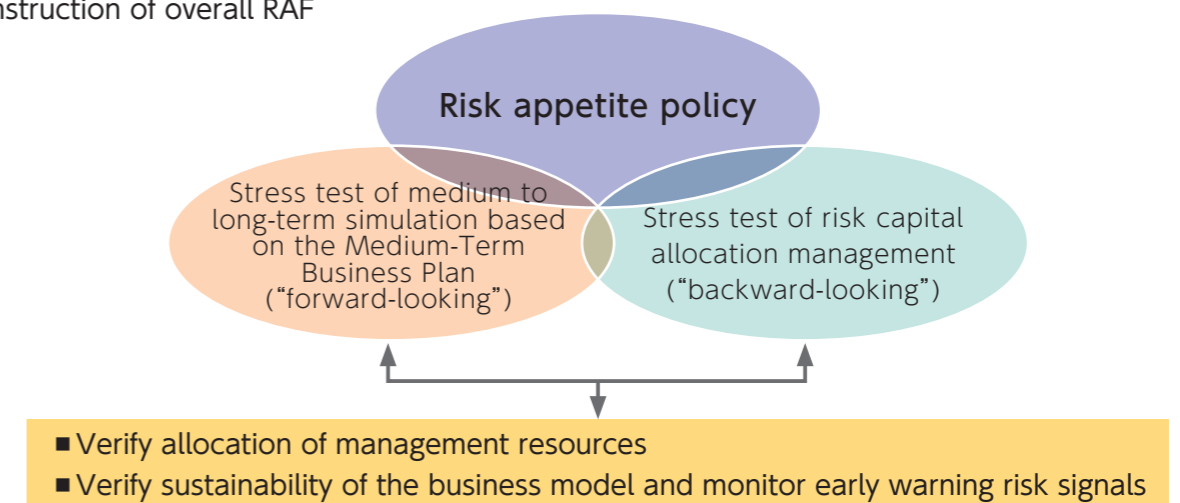 nstruction of overall RAF
Risk appetite policy
Stress test of medium to
long-term simulation based
on the Medium-Term
Business Plan
(“forward-looking”)
Stress test of risk capital
allocation management
(“backward-looking”)
■ Verify allocation of management resources
■ Verify sustainability of the business model and monitor early warning risk signals